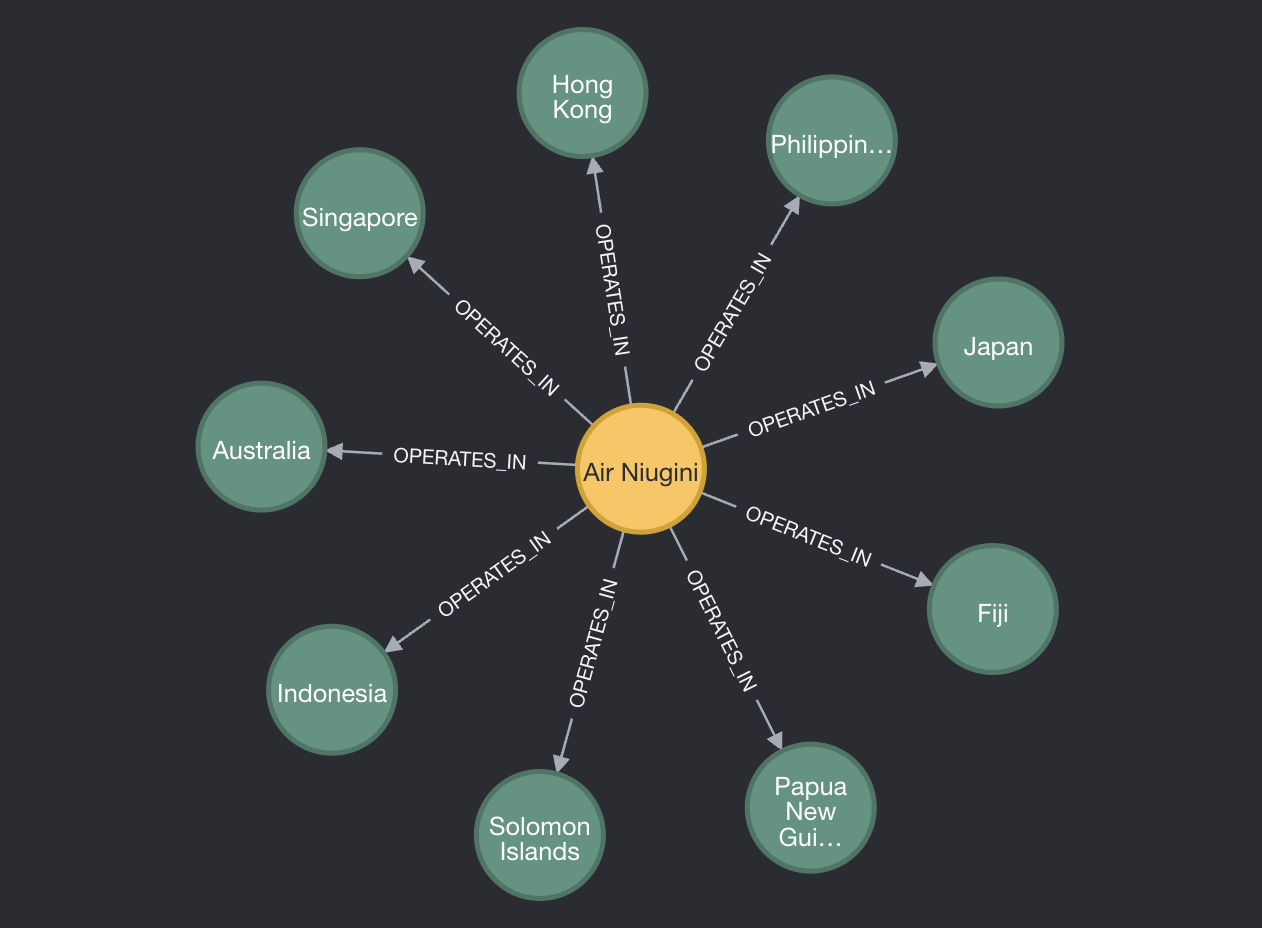 Hong
Kong
Philippin…
Singapore
OPERATES_IN
OPERATES_IN
OPERATES_IN
Japan
OPERATES_IN
Australia
OPERATES_IN
Air Niugini
OPERATES_IN
OPERATES_IN
OPERATES_IN
OPERATES_IN
Fiji
Indonesia
Solomon
Islands
Papua
New
Gui…